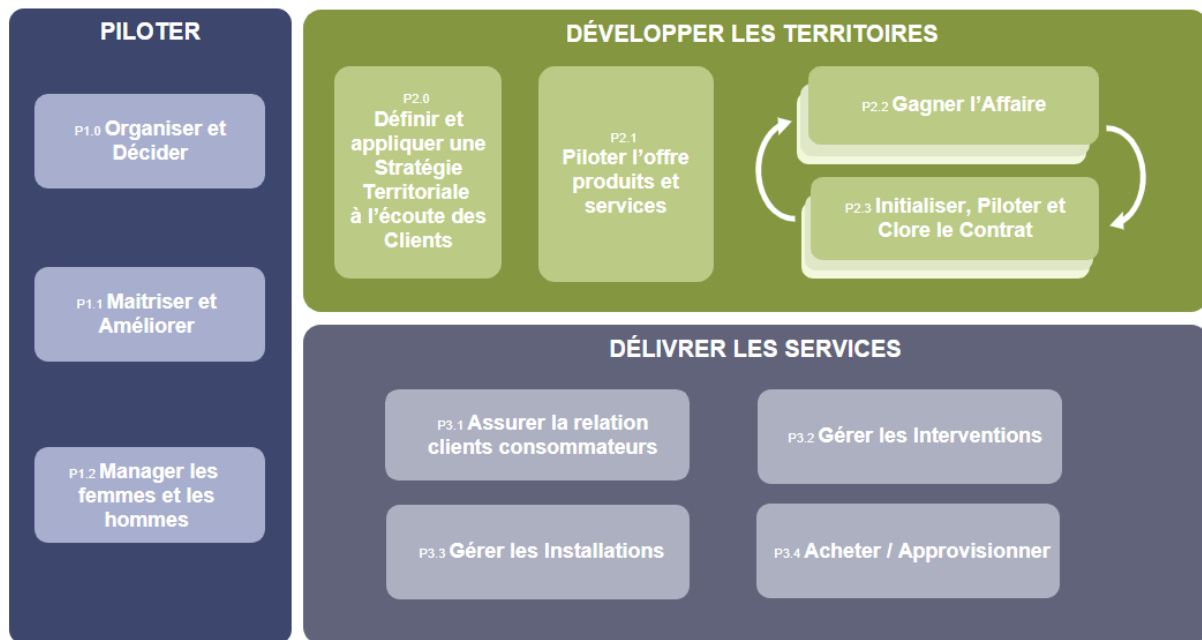 PILOTER
P1.0 Organiser et
Décider
P1.1 Maitriser et
Améliorer
P1.2 Manager les
femmes et les
hommes
DÉVELOPPER LES TERRITOIRES
P2.0
Définir et
appliquer une
Stratégie
Territoriale
à l’écoute des
Clients
P2.1
Piloter l’offre
produits et
services
P2.2 Gagner l’Affaire
P2.3 Initialiser, Piloter et
Clore le Contrat
DÉLIVRER LES SERVICES
P3.1 Assurer la relation
clients consommateurs
P3.2 Gérer les Interventions
P3.3 Gérer les Installations
P3.4 Acheter / Approvisionner